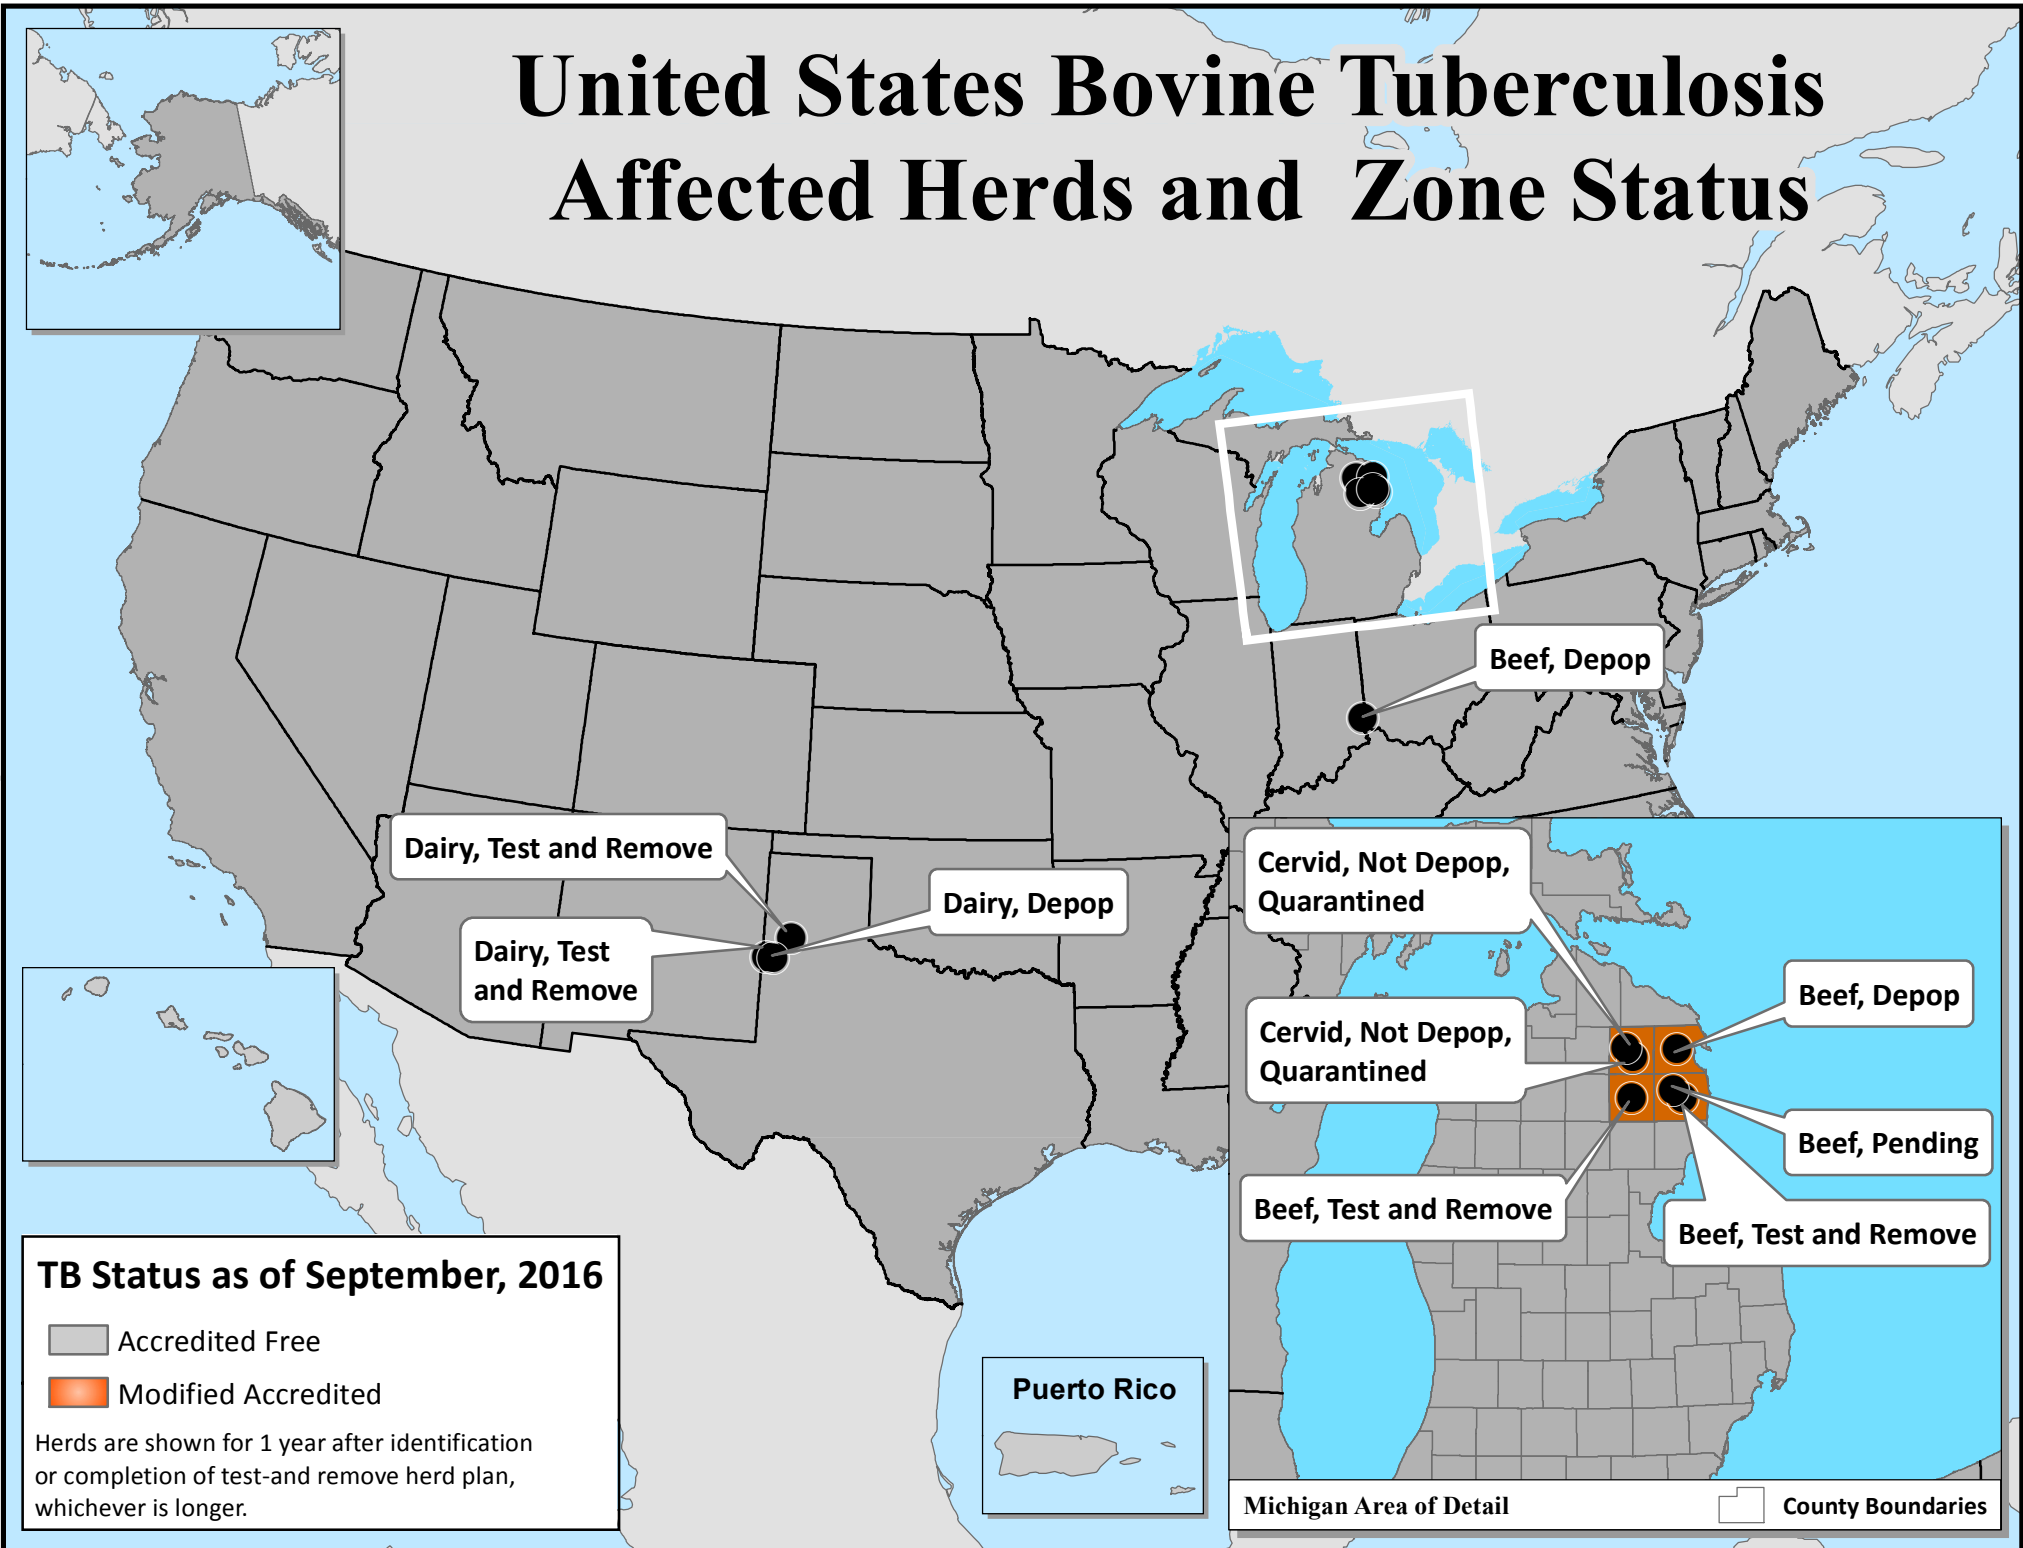 United States Bovine Tuberculosis
Affected Herds and Zone Status
Beef, Depop
Dairy, Test and Remove
Dairy, Depop
Dairy, Test
and Remove
Cervid, Not Depop,
Quarantined
Beef, Depop
Cervid, Not Depop,
Quarantined
Beef, Pending
Beef, Test and Remove
Beef, Test and Remove
TB Status as of September, 2016
Accredited Free
Modified Accredited
Herds are shown for 1 year after identification
or completion of test-and remove herd plan,
whichever is longer.
Puerto Rico
Michigan Area of Detail
County Boundaries